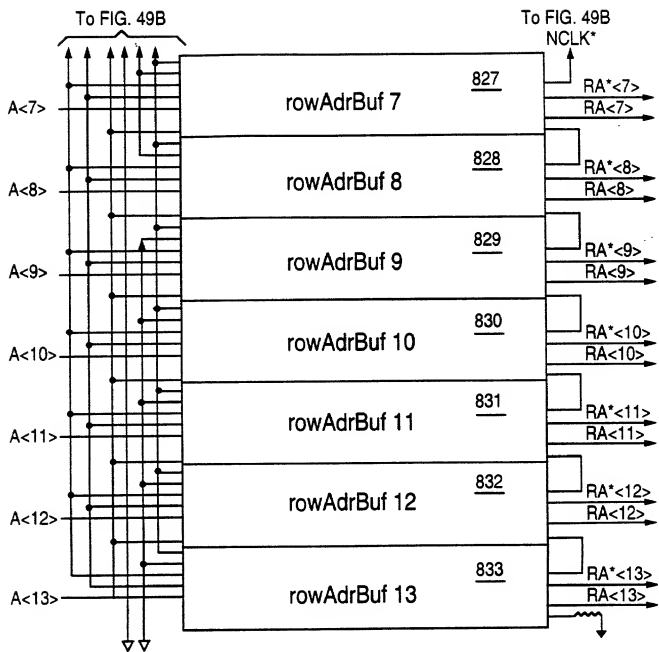 To FIG. 49B
To FIG. 49B
NCLK*
827
RA*<7>
A<7>
rowAdrBuf 7
RA<7>
828
RA*<8>
A<8>
rowAdrBuf 8
RA<8>
829
RA*<9>
A<9>
rowAdrBuf 9
RA<9>
830
RA*<10>
A<10>
rowAdrBuf 10
RA<10>
831
RA*<11>
A<11>
rowAdrBuf 11
RA<11>
832
RA*<12>
A<12>
rowAdrBuf 12
RA<12>
833
RA*<13>
A<13>
rowAdrBuf 13
RA<13>